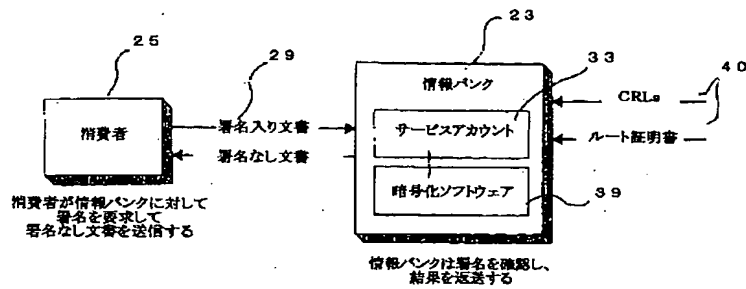 25
29
23
33
40
39
消費者
署名入り文書
署名なし文書
情報バンク
サービスアカウント
暗号化ソフトウェア
CRLs
ルート証明書
消費者が情報バンクに対して
署名を要求して
署名なし文書を送信する
情報バンクは署名を確認し、
結果を返送する